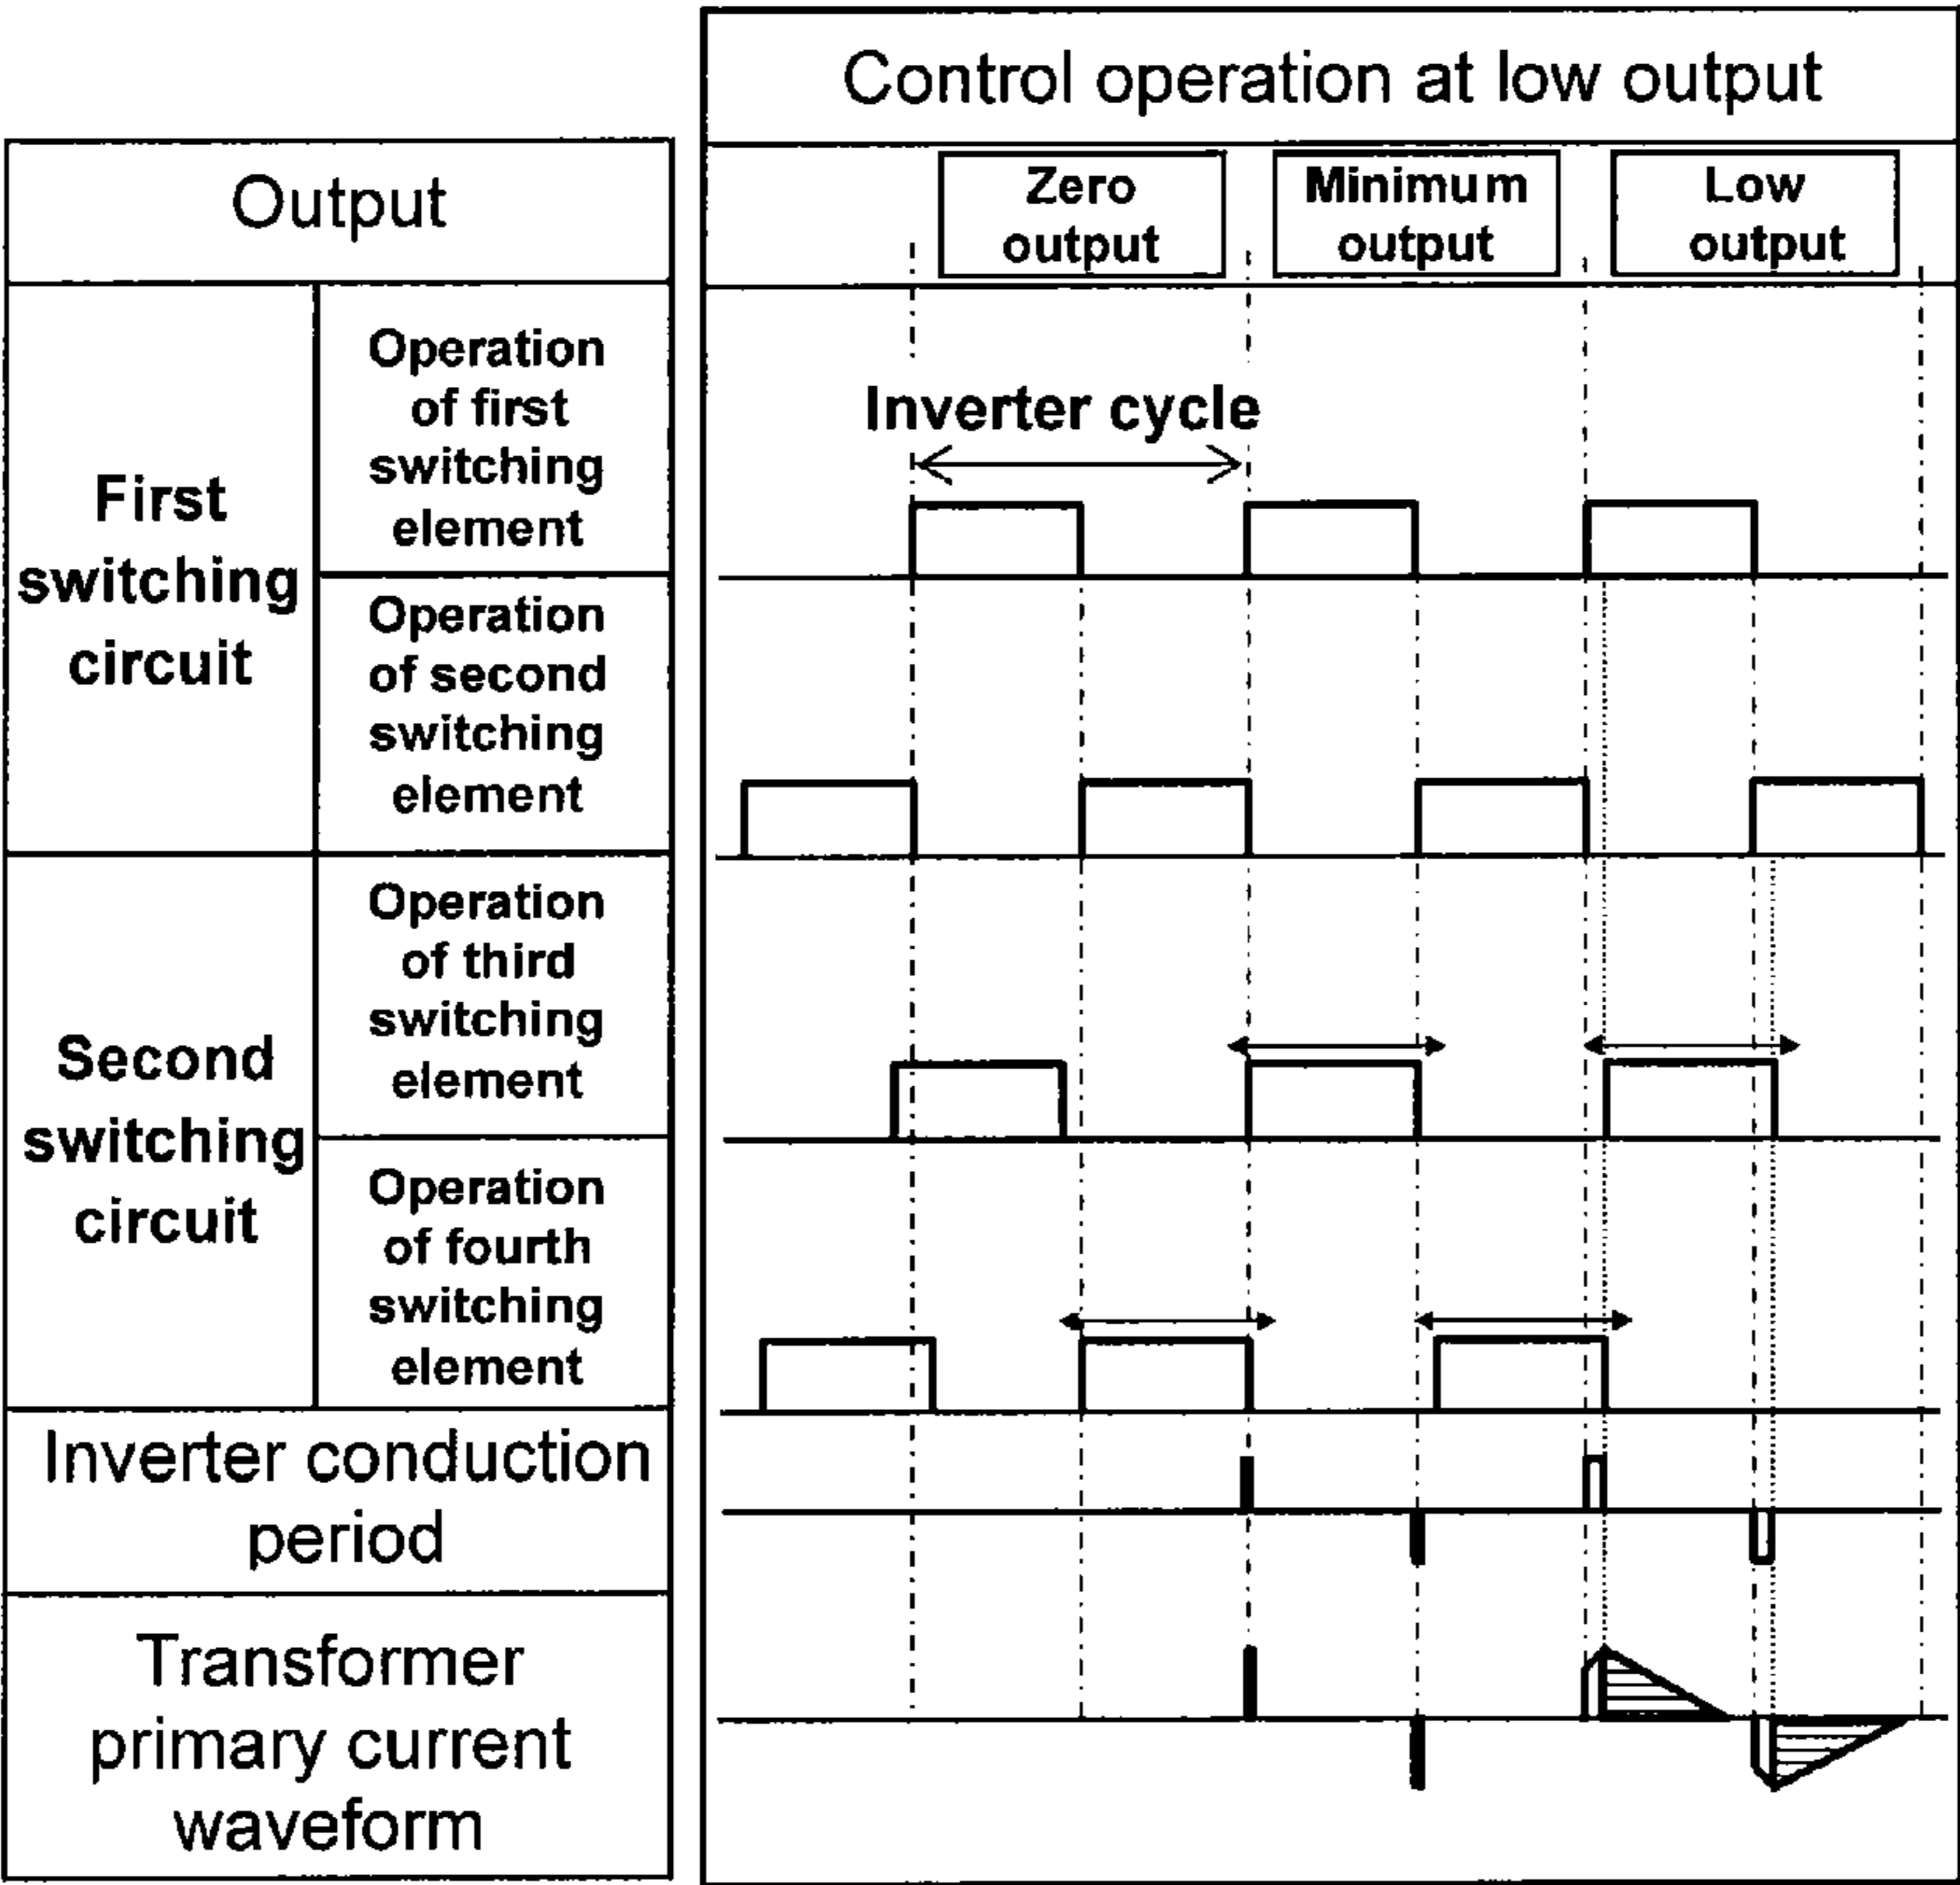 Control operation at low output
Output
Zero
output
Minimum
output
Low
output
First
switching
circuit
Operation
of first
switching
element
Inverter cycle
Operation
of second
switching
element
Second
switching
circuit
Operation
of third
switching
element
Operation
of fourth
switching
element
Inverter conduction
period
Transformer
primary current
waveform